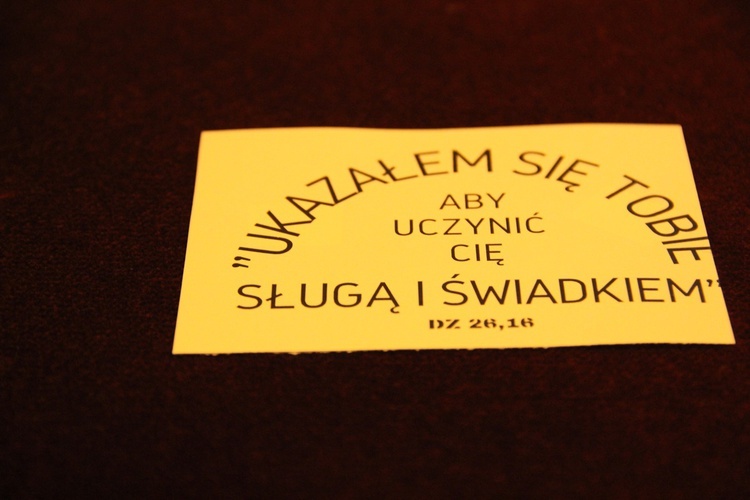 "UKAZAŁEM SIĘ TOBIE
ABY
UCZYNIĆ
CIĘ
SŁUGĄ I ŚWIADKIEM"
DZ 26,16